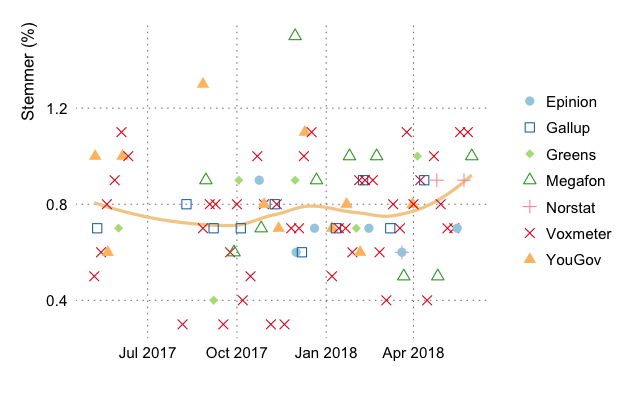 Stemmer (%)
1.2
0.8
0.4
Jul 2017
Oct 2017
Jan 2018
Apr 2018
Epinion
Gallup
Greens
Megafon
Norstat
Voxmeter
YouGov